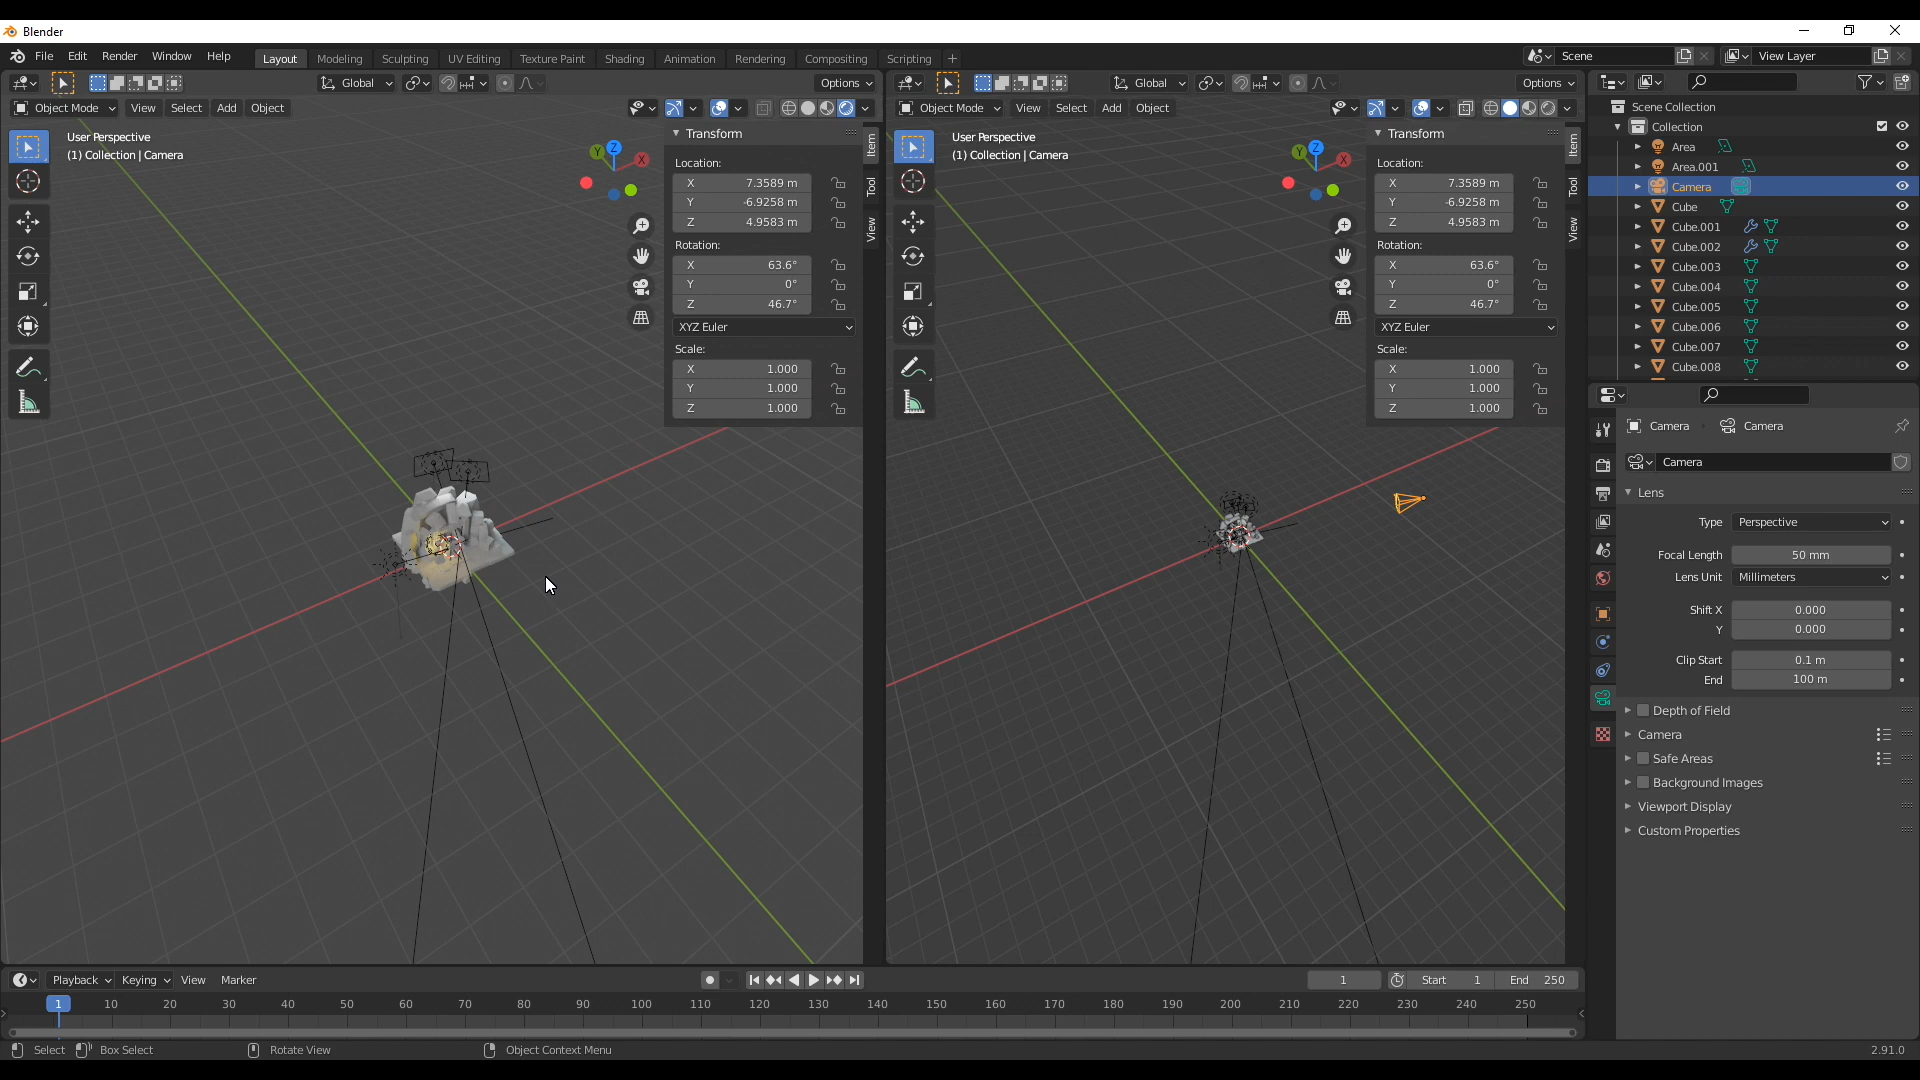 Blender
File Edit Render Window Help Layout Modeling Sculpting UV Editing Texture Paint Shading Animation Rendering Compositing Scripting + Scene View Layer
Global Options Global Options
Object Mode View Select Add Object Object Mode View Select Add Object
User Perspective
(1) Collection | Camera
Z
Y
X
Transform
Location:
X 7.3589 m
Y -6.9258 m
Z 4.9583 m
Rotation:
X 63.6°
Y 0°
Z 46.7°
XYZ Euler
Scale:
X 1.000
Y 1.000
Z 1.000
Item
Tool
View
User Perspective
(1) Collection | Camera
Z
Y
X
Transform
Location:
X 7.3589 m
Y -6.9258 m
Z 4.9583 m
Rotation:
X 63.6°
Y 0°
Z 46.7°
XYZ Euler
Scale:
X 1.000
Y 1.000
Z 1.000
Item
Tool
View
Scene Collection
Collection
Area
Area.001
Camera
Cube
Cube.001
Cube.002
Cube.003
Cube.004
Cube.005
Cube.006
Cube.007
Cube.008
Camera Camera
Camera
Lens
Type Perspective
Focal Length 50 mm
Lens Unit Millimeters
Shift X 0.000
Y 0.000
Clip Start 0.1 m
End 100 m
Depth of Field
Camera
Safe Areas
Background Images
Viewport Display
Custom Properties
Playback Keying View Marker 1 Start 1 End 250
1 10 20 30 40 50 60 70 80 90 100 110 120 130 140 150 160 170 180 190 200 210 220 230 240 250
Select Box Select Rotate View Object Context Menu 2.91.0